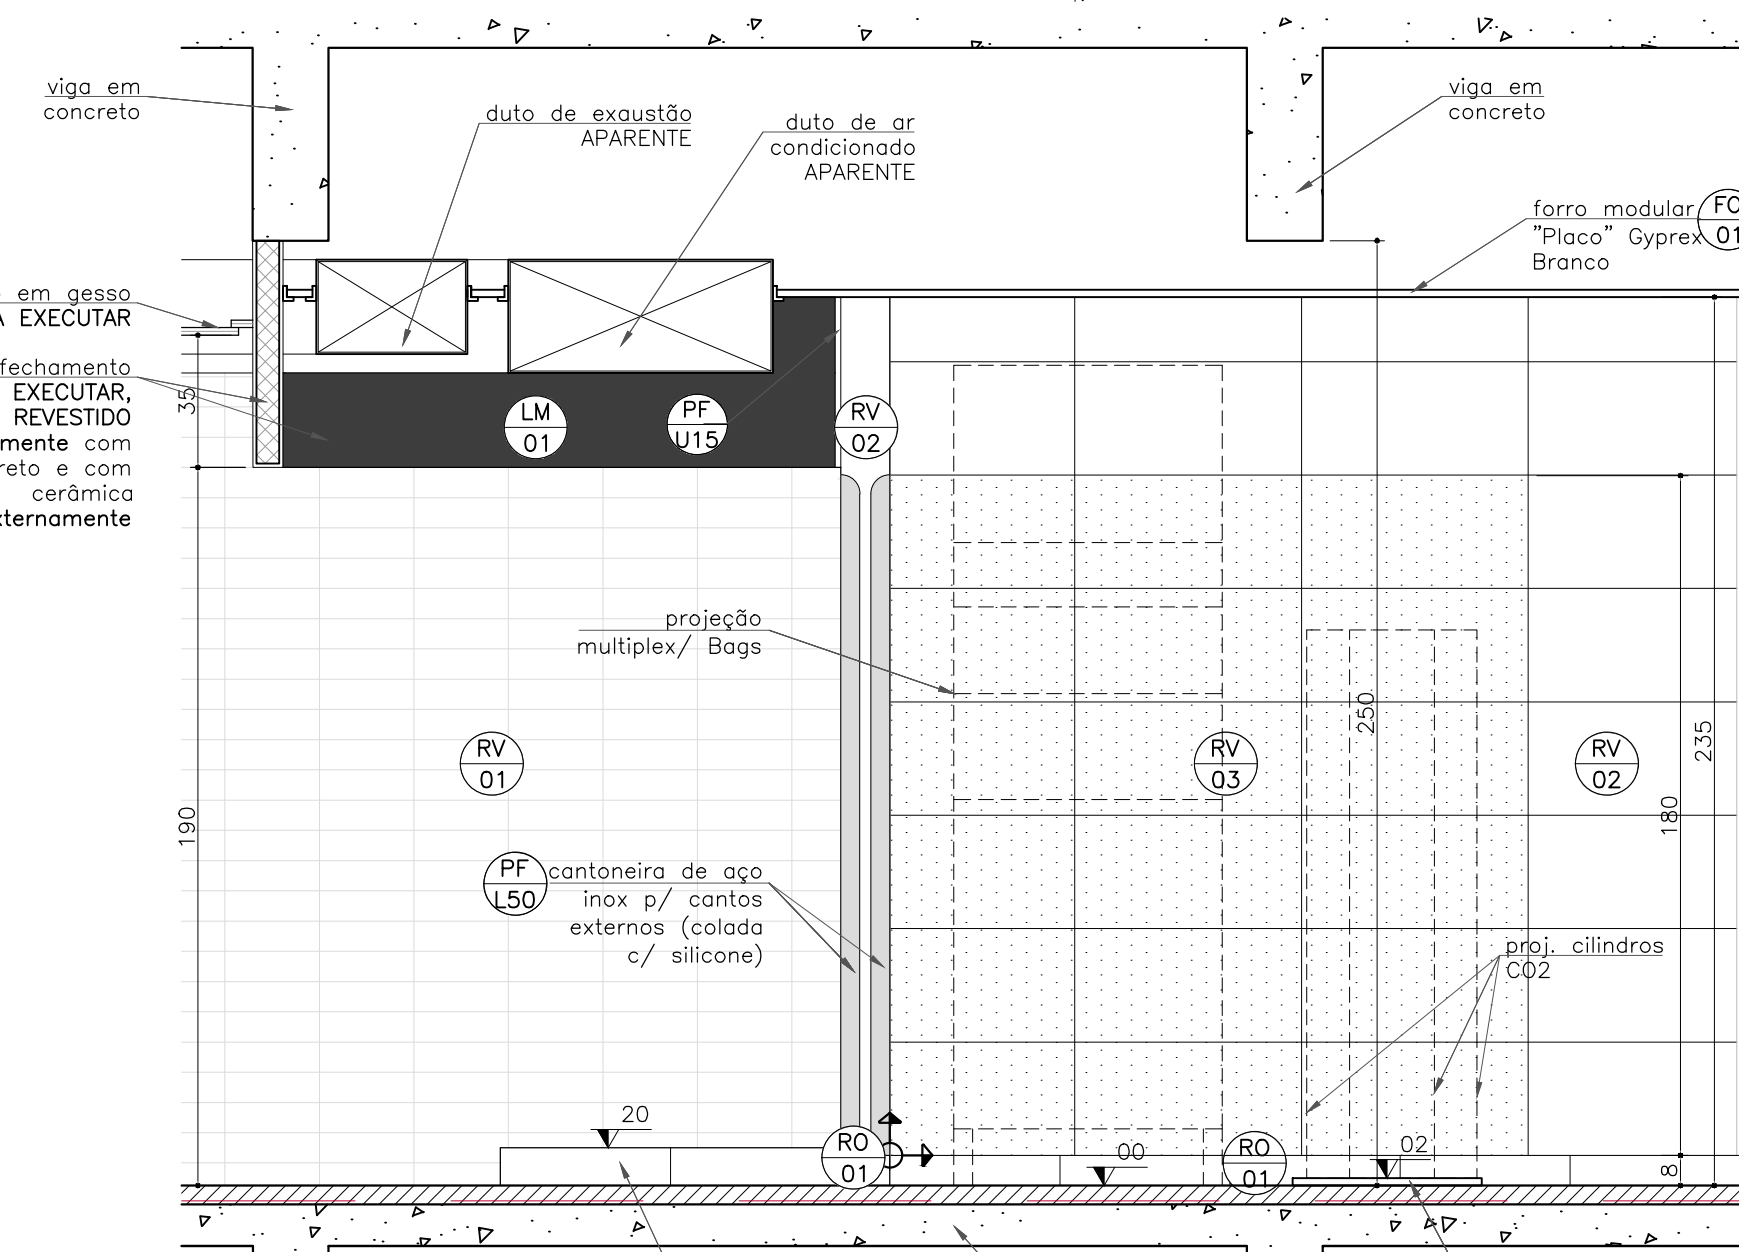 viga em
concreto
duto de exaustão
APARENTE
duto de ar
condicionado
APARENTE
viga em
concreto
forro modular
"Placo" Gyprex
Branco
FO
01
em gesso
A EXECUTAR
fechamento
EXECUTAR,
REVESTIDO
mente com
reto e com
cerâmica
xternamente
35
LM
01
PF
U15
RV
02
projeção
multiplex/ Bags
RV
01
RV
03
RV
02
250
235
190
180
PF
L50
cantoneira de aço
inox p/ cantos
externos (colada
c/ silicone)
proj. cilindros
CO2
20
RO
01
00
RO
01
02
8